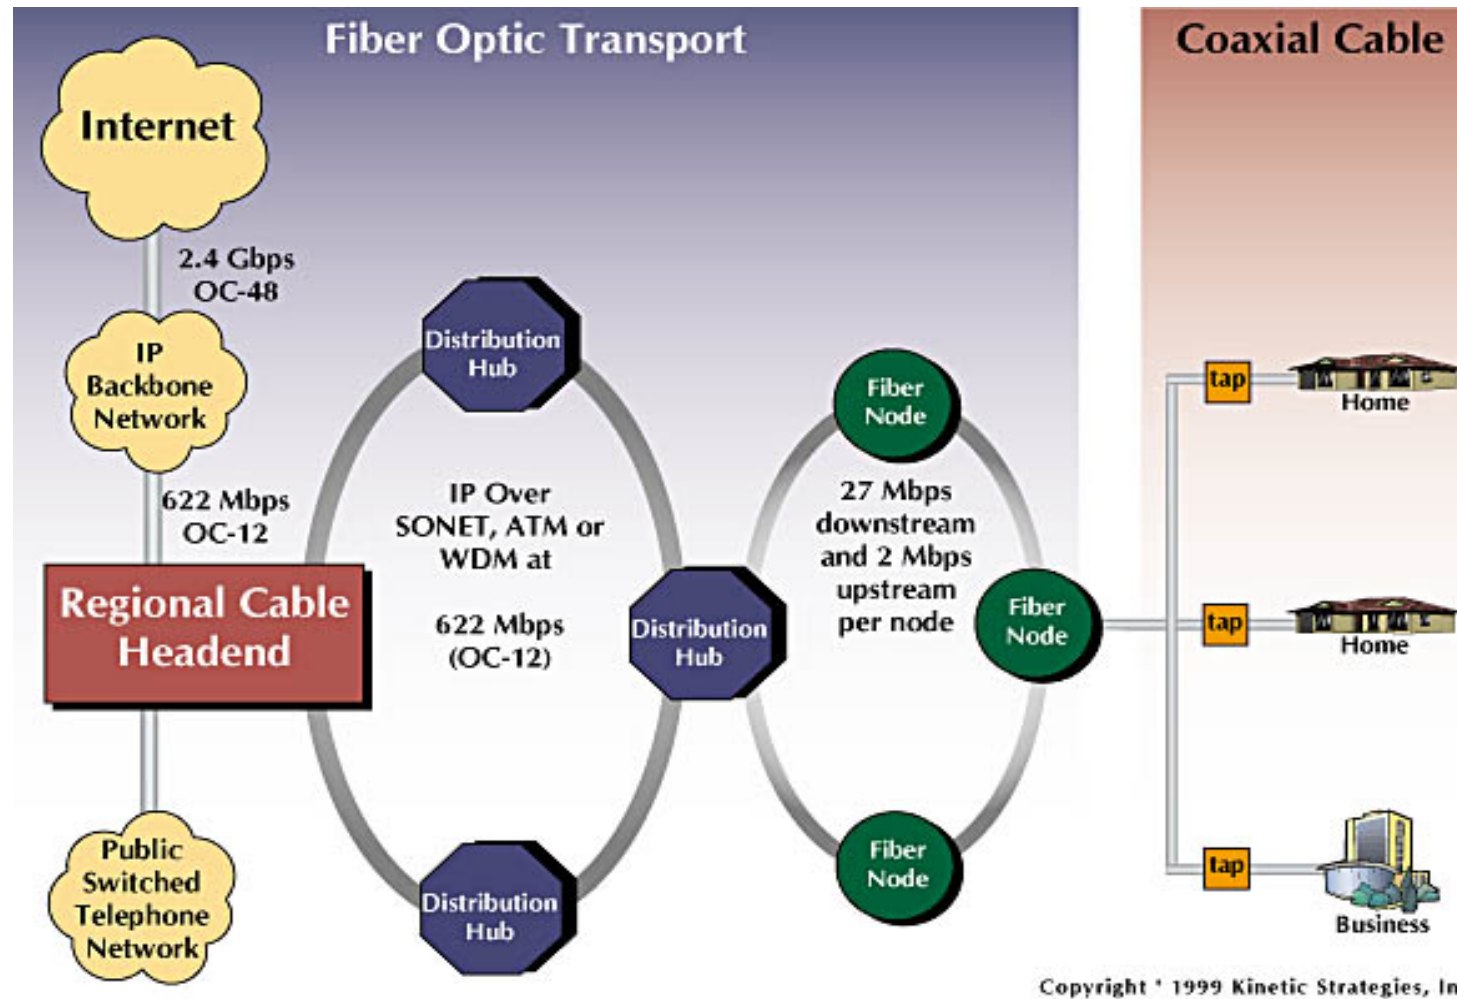 Fiber Optic Transport
Coaxial Cable
Internet
2.4 Gbps
OC-48
IP
Backbone
Network
622 Mbps
OC-12
Regional Cable
Headend
Public
Switched
Telephone
Network
Distribution
Hub
IP Over
SONET, ATM or
WDM at
622 Mbps
(OC-12)
Distribution
Hub
Distribution
Hub
Fiber
Node
27 Mbps
downstream
and 2 Mbps
upstream
per node
Fiber
Node
Fiber
Node
tap
Home
tap
Home
tap
Business
Copyright * 1999 Kinetic Strategies, In